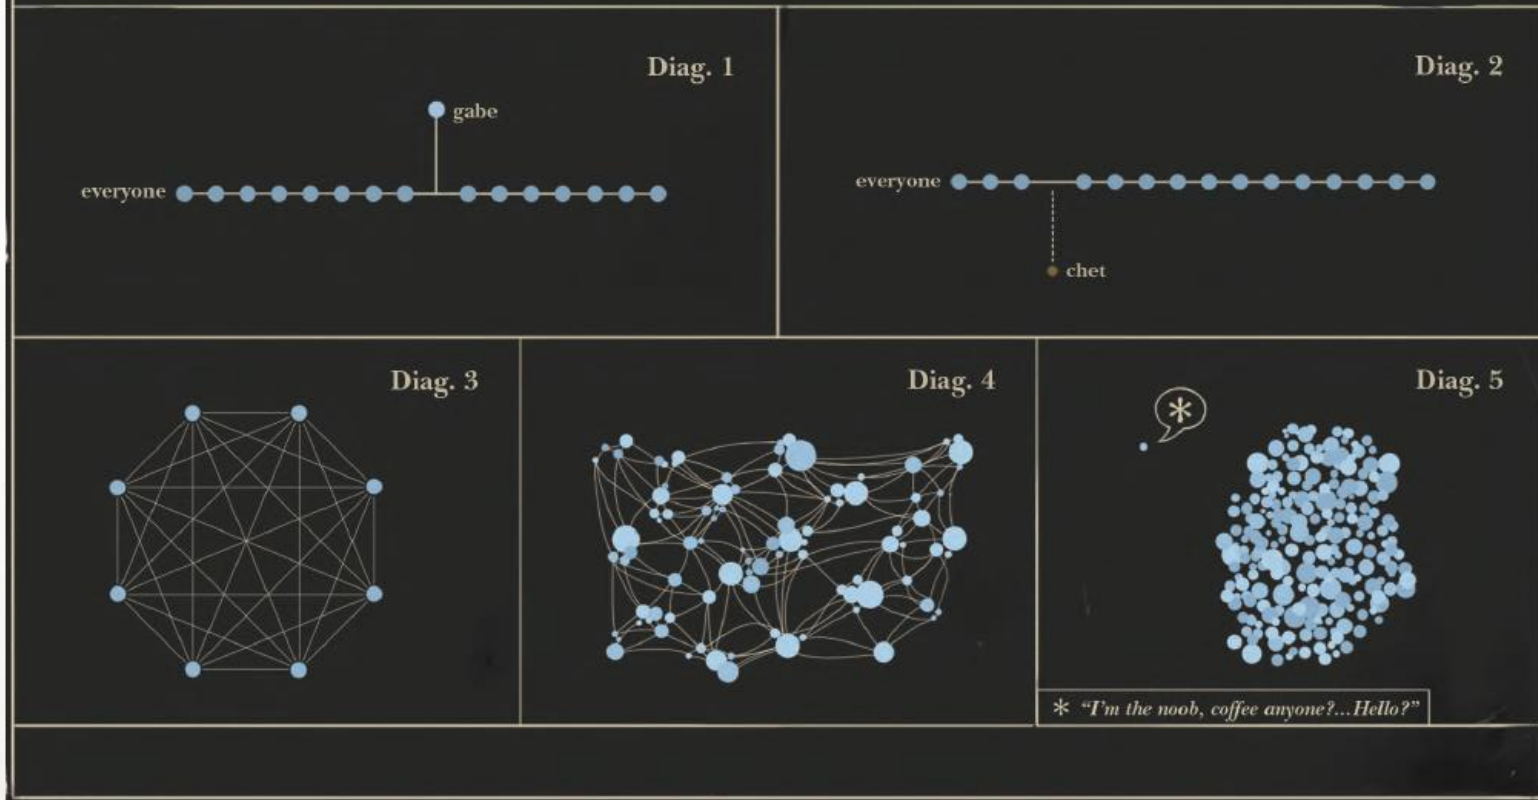 Diag. 1
gabe
everyone
Diag. 2
everyone
chet
Diag. 3
Diag. 4
Diag. 5
*
* “I’m the noob, coffee anyone?...Hello?”